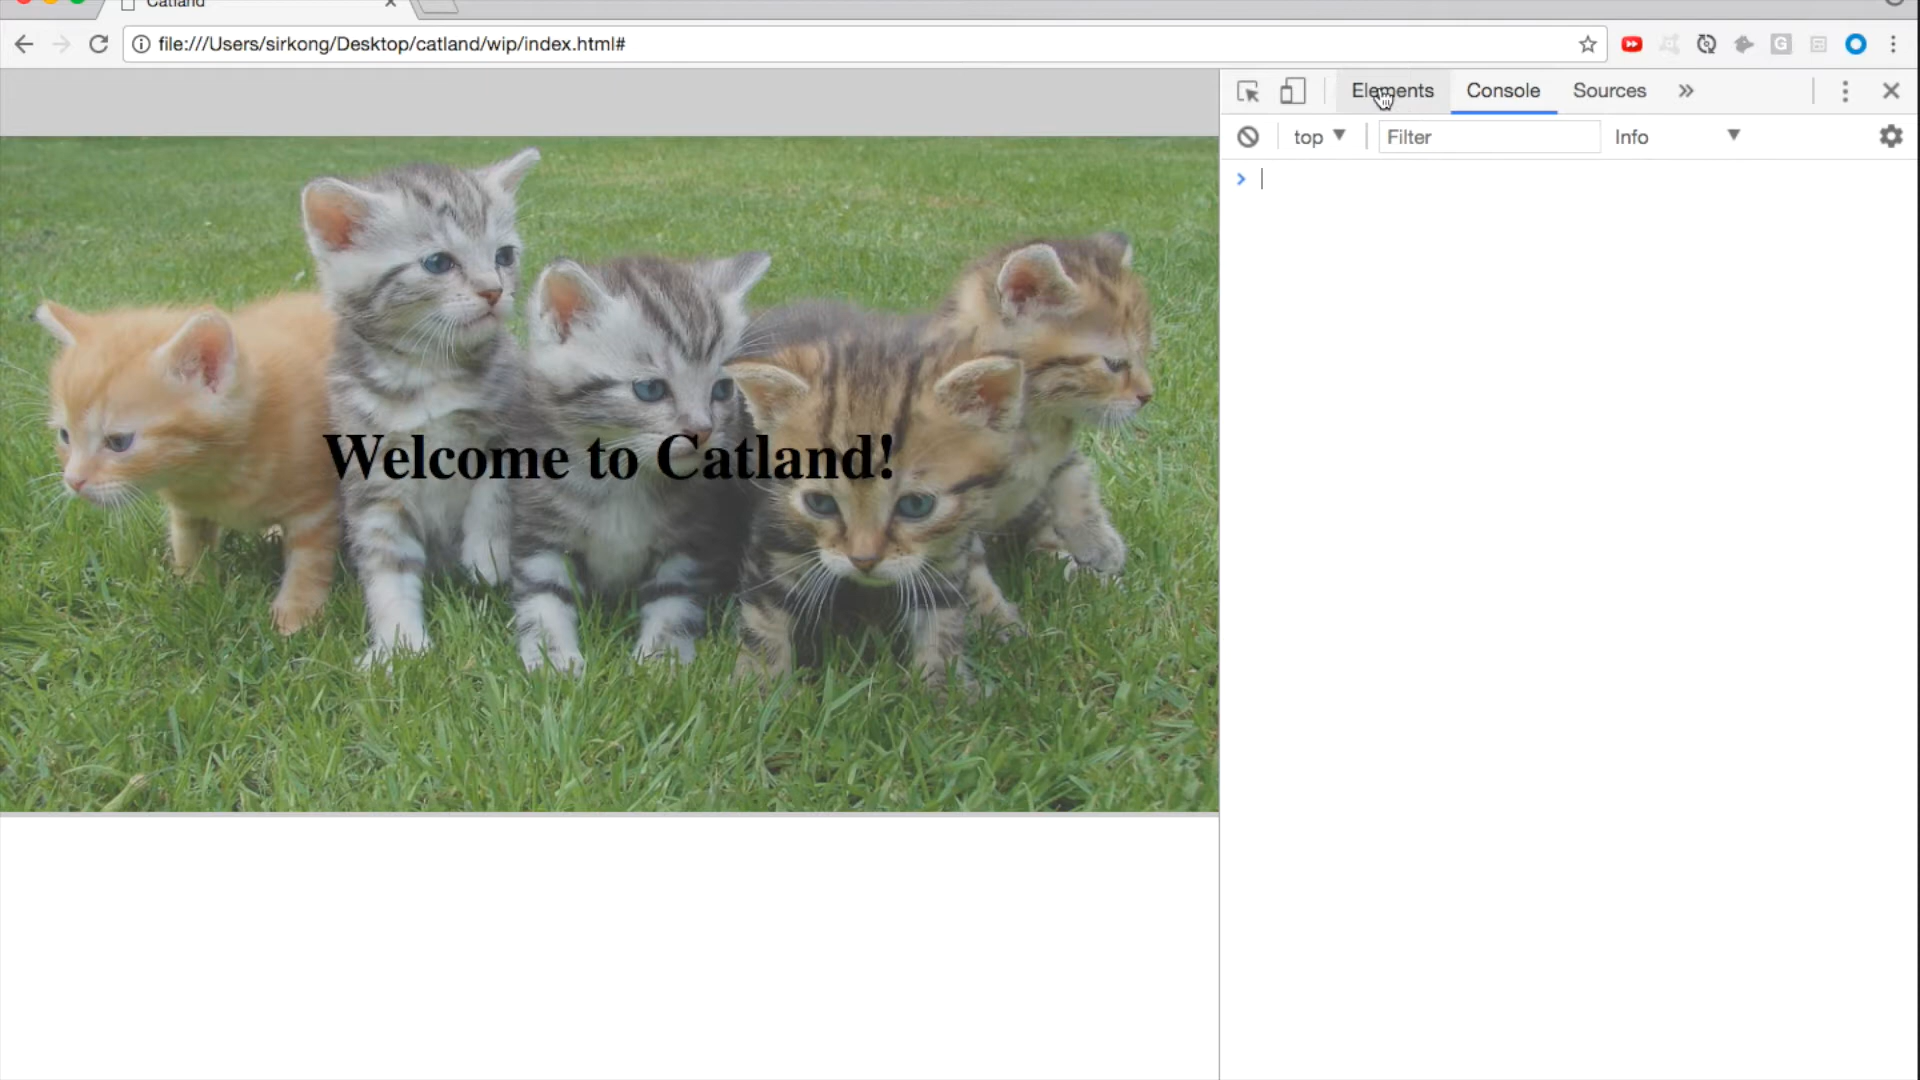 Catland
file:///Users/sirkong/Desktop/catland/wip/index.html#
Elements Console Sources
top Filter Info
Welcome to Catland!